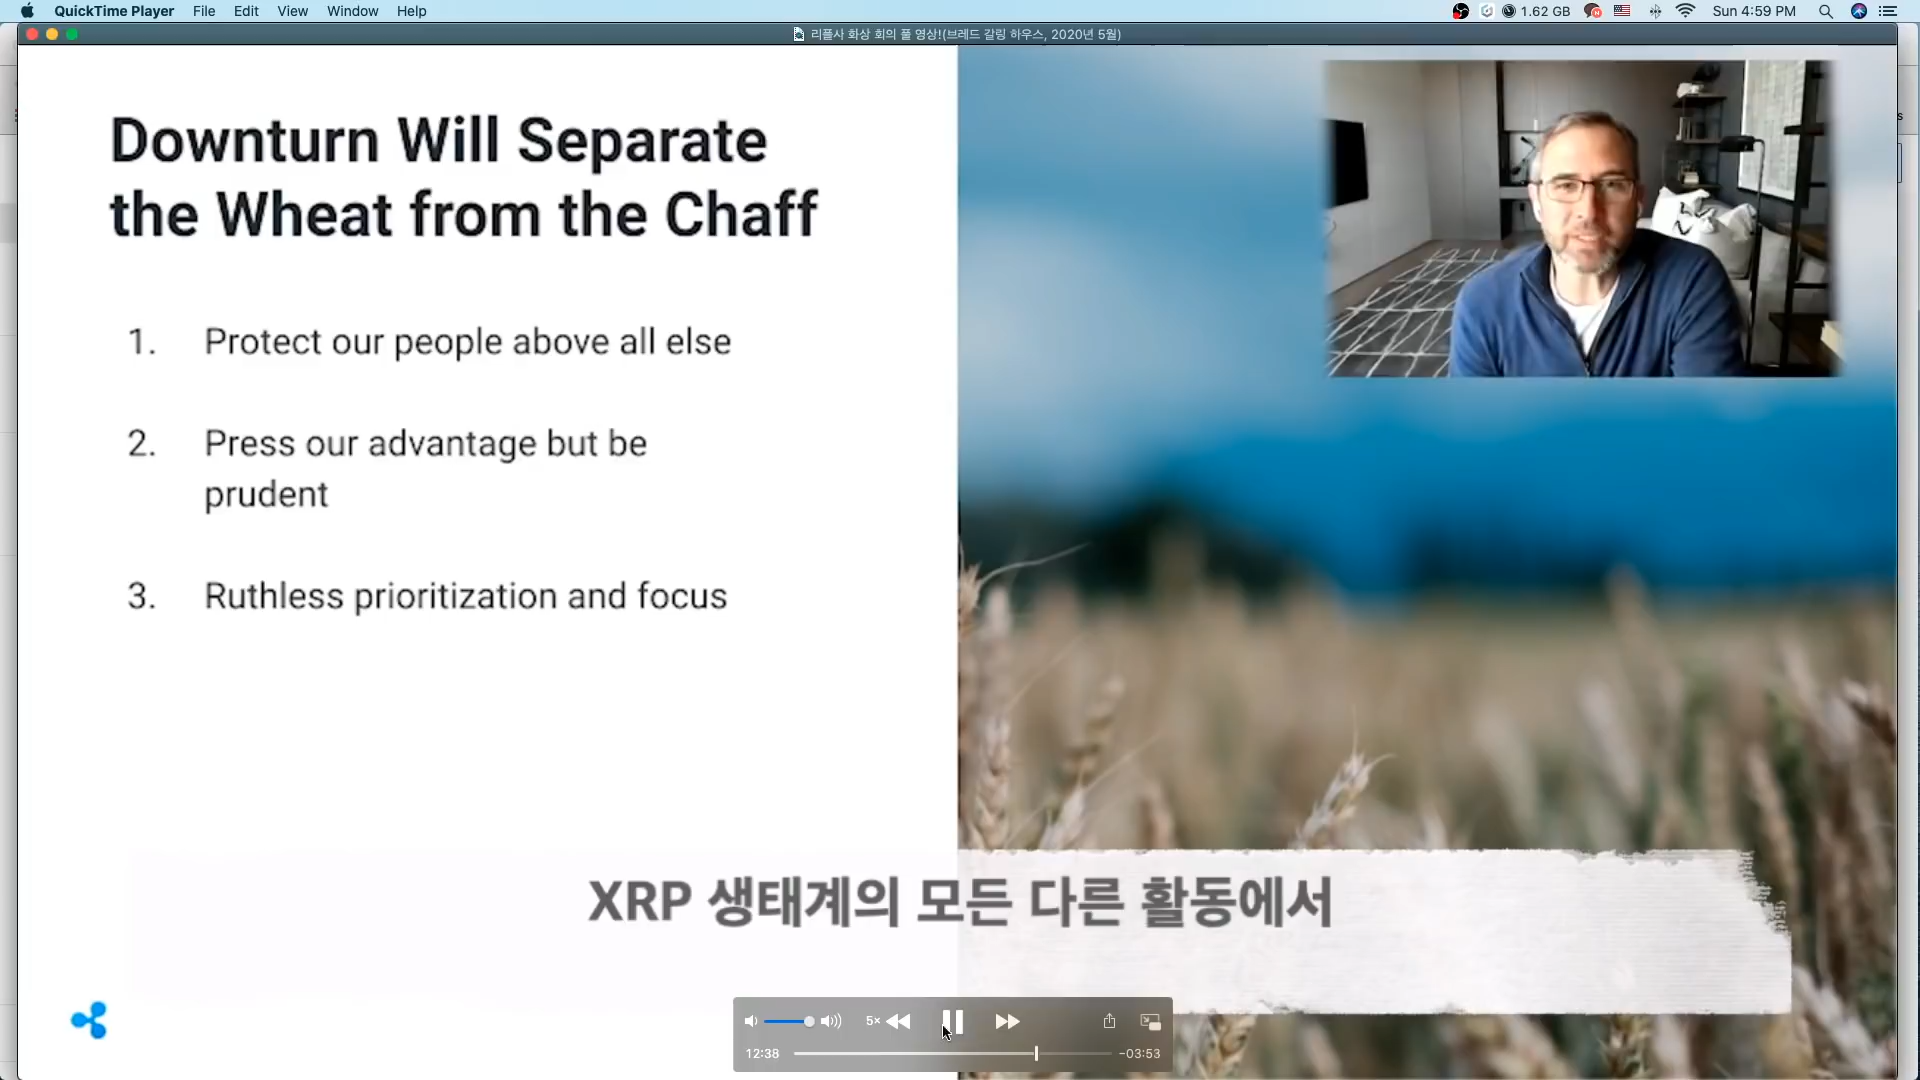 QuickTime Player File Edit View Window Help 1.62 GB Sun 4:59 PM
리플사 화상 회의 풀 영상!(브레드 갈링 하우스, 2020년 5월)
Downturn Will Separate
the Wheat from the Chaff
1. Protect our people above all else
2. Press our advantage but be
prudent
3. Ruthless prioritization and focus
XRP 생태계의 모든 다른 활동에서
5×
12:38 −03:53